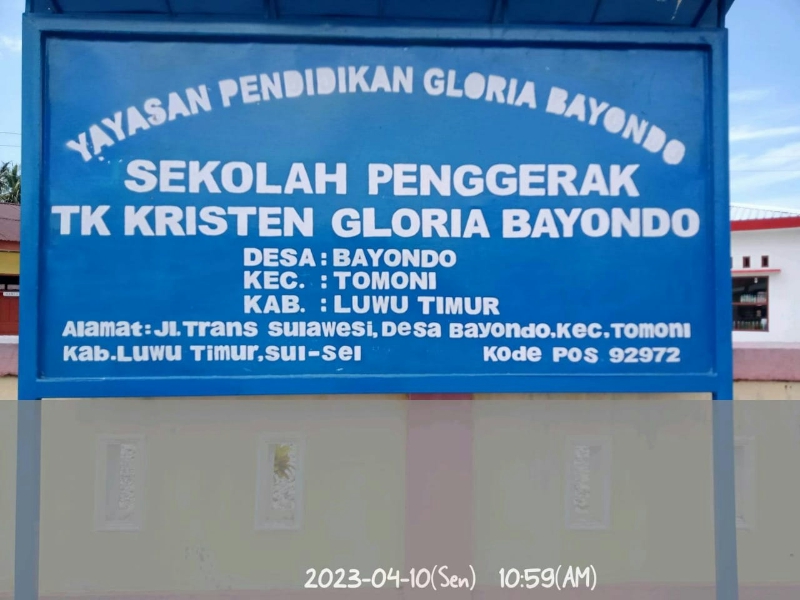 YAYASAN PENDIDIKAN GLORIA BAYONDO
SEKOLAH PENGGERAK
TK KRISTEN GLORIA BAYONDO
DESA : BAYONDO
KEC. : TOMONI
KAB. : LUWU TIMUR
Alamat : Jl. Trans Sulawesi, Desa Bayondo. Kec. Tomoni
Kab. Luwu Timur, Sul-Sel Kode Pos 92972
2023-04-10(Sen) 10:59(AM)